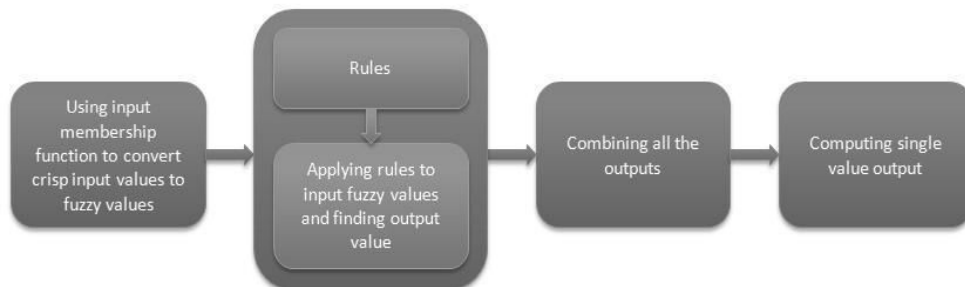 Using input
membership
function to convert
crisp input values to
fuzzy values
Rules
Applying rules to
input fuzzy values
and finding output
value
Combining all the
outputs
Computing single
value output